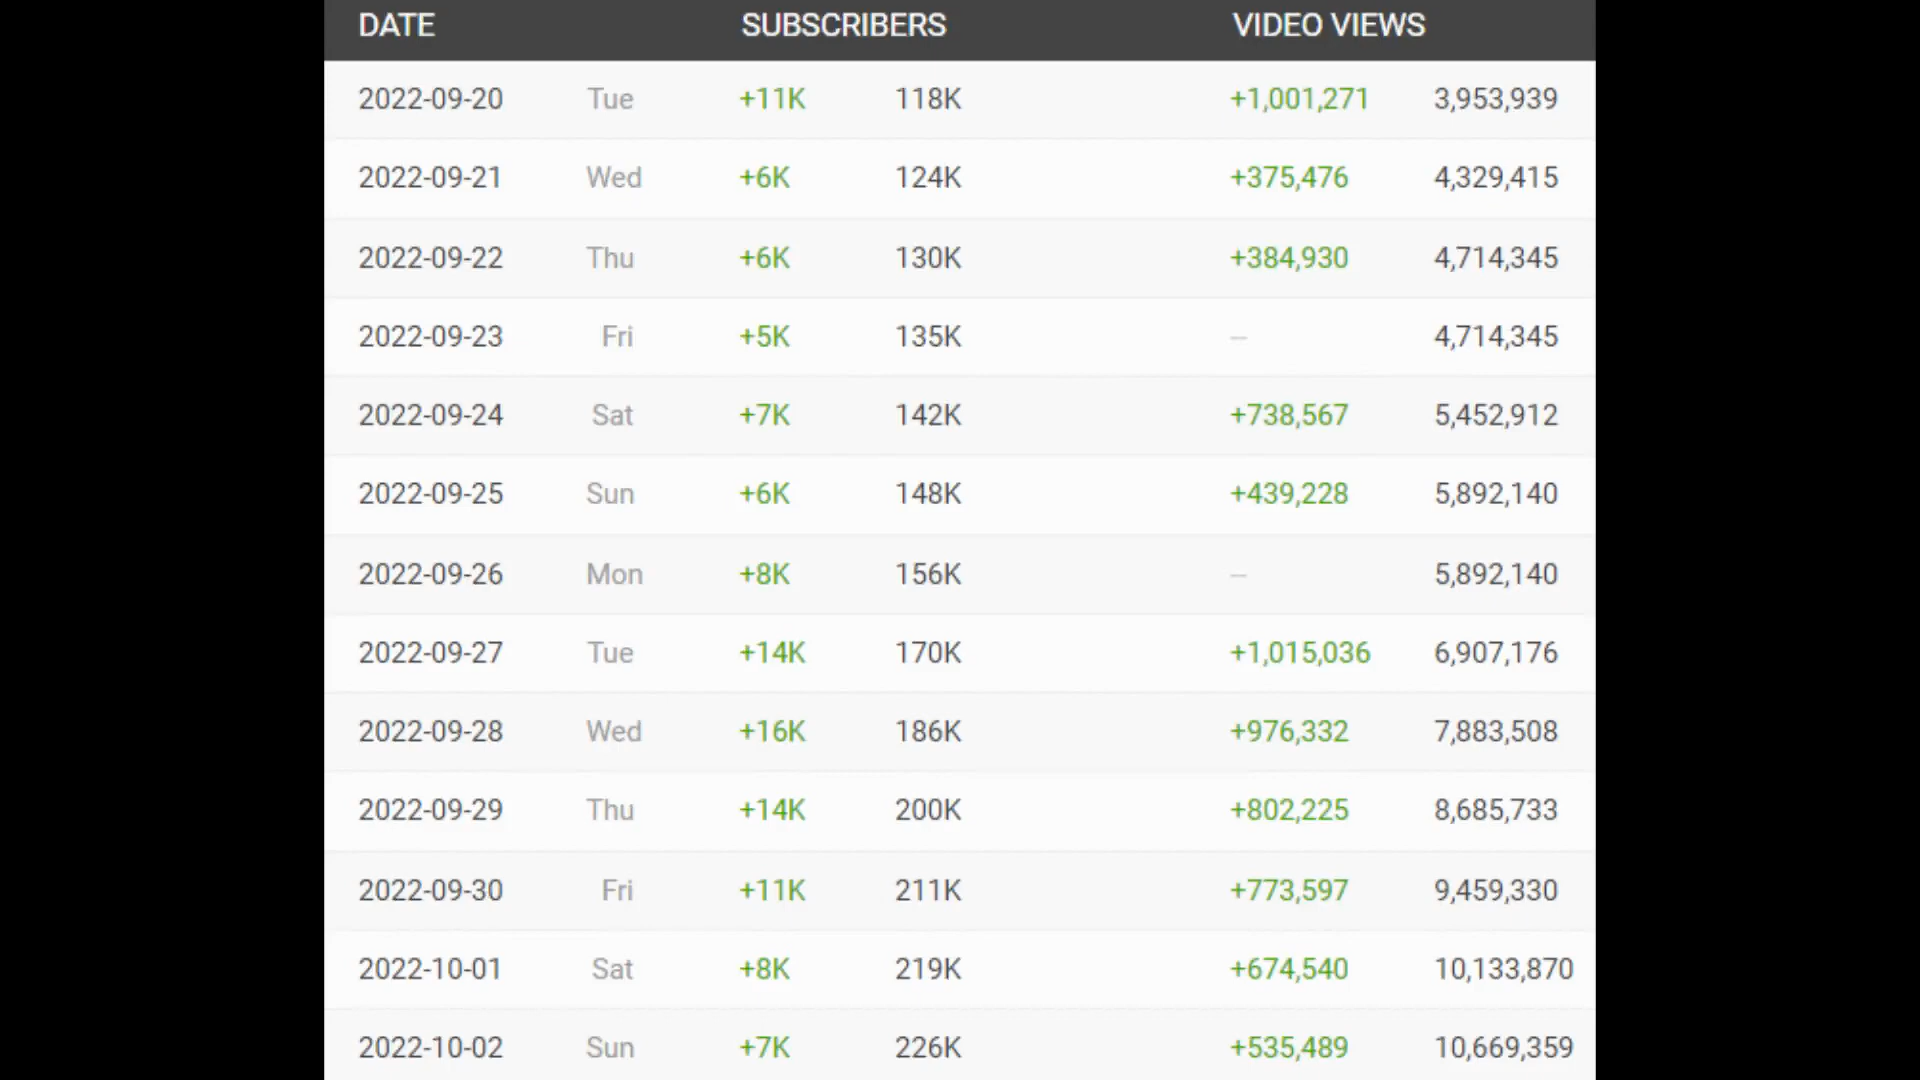 DATE SUBSCRIBERS VIDEO VIEWS
2022-09-20 Tue +11K 118K +1,001,271 3,953,939
2022-09-21 Wed +6K 124K +375,476 4,329,415
2022-09-22 Thu +6K 130K +384,930 4,714,345
2022-09-23 Fri +5K 135K -- 4,714,345
2022-09-24 Sat +7K 142K +738,567 5,452,912
2022-09-25 Sun +6K 148K +439,228 5,892,140
2022-09-26 Mon +8K 156K -- 5,892,140
2022-09-27 Tue +14K 170K +1,015,036 6,907,176
2022-09-28 Wed +16K 186K +976,332 7,883,508
2022-09-29 Thu +14K 200K +802,225 8,685,733
2022-09-30 Fri +11K 211K +773,597 9,459,330
2022-10-01 Sat +8K 219K +674,540 10,133,870
2022-10-02 Sun +7K 226K +535,489 10,669,359